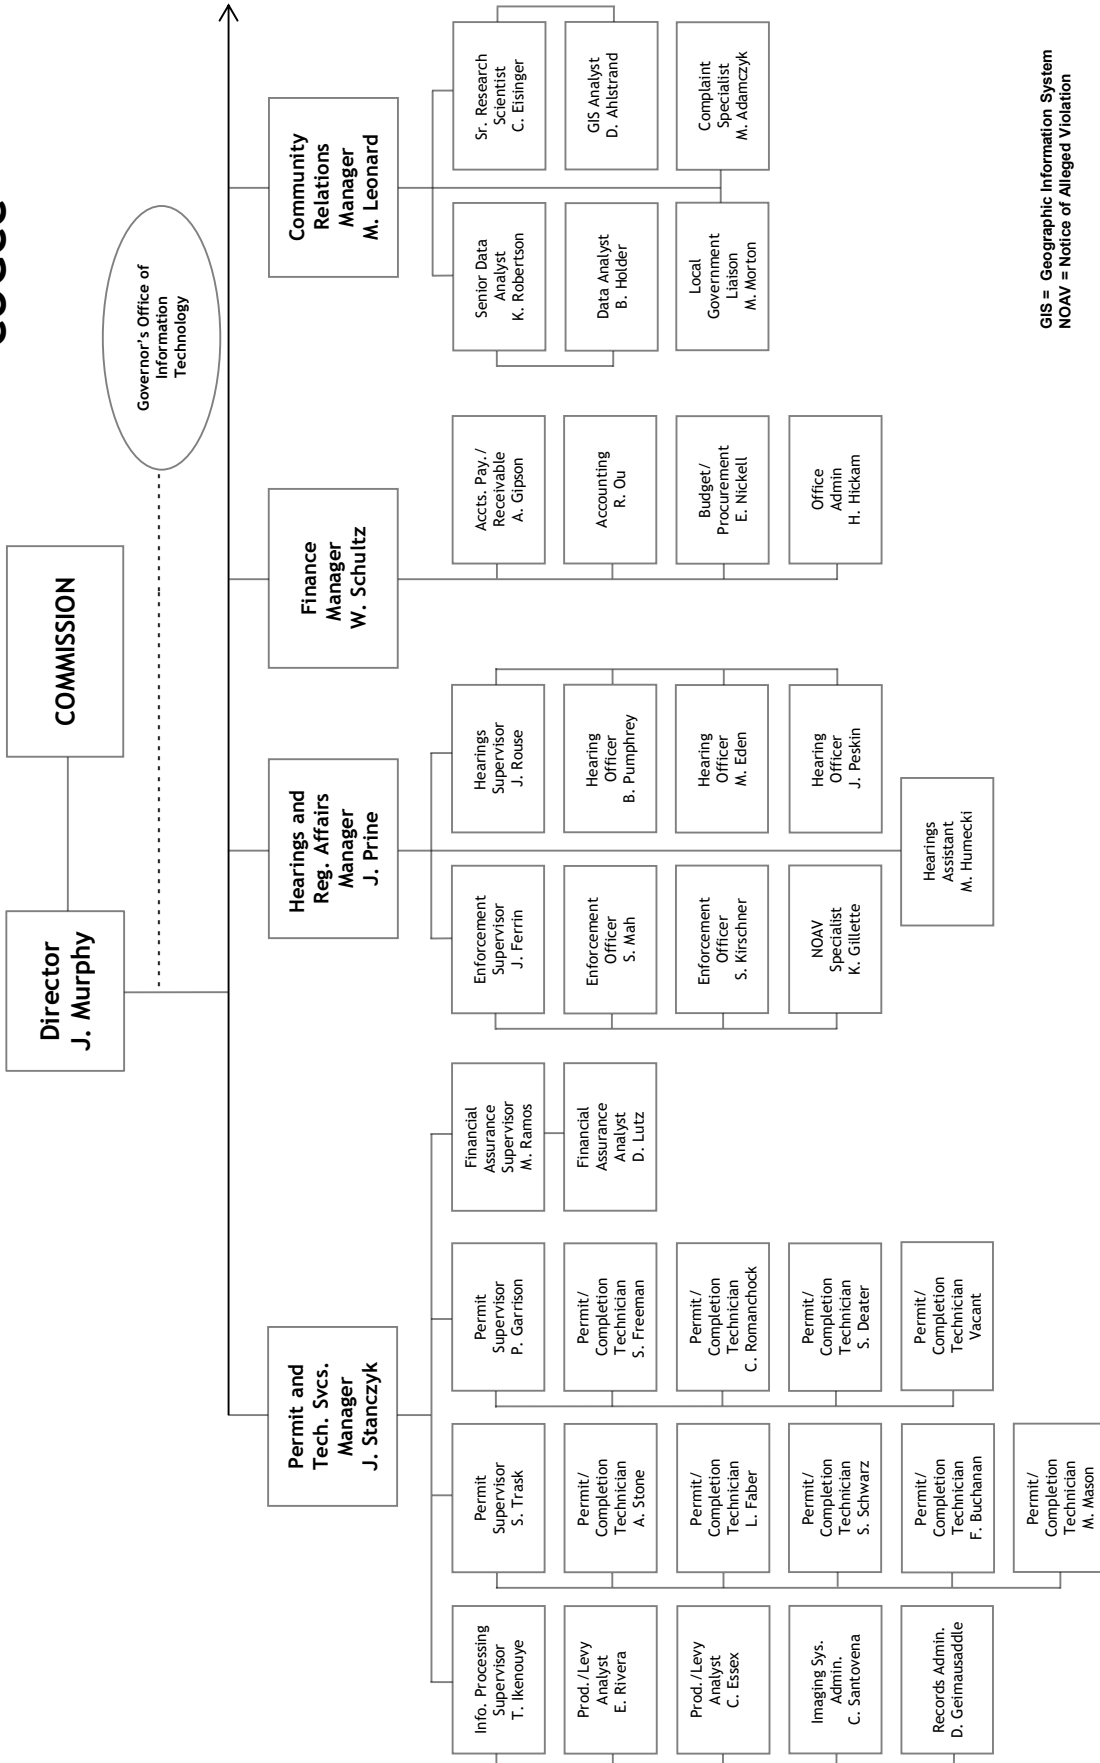 COMMISSION
Director
J. Murphy
Governor's Office of
Information
Technology
Permit and
Tech. Svcs.
Manager
J. Stanczyk
Hearings and
Reg. Affairs
Manager
J. Prine
Finance
Manager
W. Schultz
Community
Relations
Manager
M. Leonard
Info. Processing
Supervisor
T. Ikenouye
Prod./Levy
Analyst
E. Rivera
Prod./Levy
Analyst
C. Essex
Imaging Sys.
Admin.
C. Santovena
Records Admin.
D. Geimausaddle
Permit
Supervisor
S. Trask
Permit/
Completion
Technician
A. Stone
Permit/
Completion
Technician
L. Faber
Permit/
Completion
Technician
S. Schwarz
Permit/
Completion
Technician
F. Buchanan
Permit/
Completion
Technician
M. Mason
Permit
Supervisor
P. Garrison
Permit/
Completion
Technician
S. Freeman
Permit/
Completion
Technician
C. Romanchock
Permit/
Completion
Technician
S. Deater
Permit/
Completion
Technician
Vacant
Financial
Assurance
Supervisor
M. Ramos
Financial
Assurance
Analyst
D. Lutz
Enforcement
Supervisor
J. Ferrin
Enforcement
Officer
S. Mah
Enforcement
Officer
S. Kirschner
NOAV
Specialist
K. Gillette
Hearings
Supervisor
J. Rouse
Hearing
Officer
B. Pumphrey
Hearing
Officer
M. Eden
Hearing
Officer
J. Peskin
Hearings
Assistant
M. Humecki
Accts. Pay./
Receivable
A. Gipson
Accounting
R. Ou
Budget/
Procurement
E. Nickell
Office
Admin
H. Hickam
Senior Data
Analyst
K. Robertson
Data Analyst
B. Holder
Local
Government
Liaison
M. Morton
Sr. Research
Scientist
C. Eisinger
GIS Analyst
D. Ahlstrand
Complaint
Specialist
M. Adamczyk
GIS = Geographic Information System
NOAV = Notice of Alleged Violation